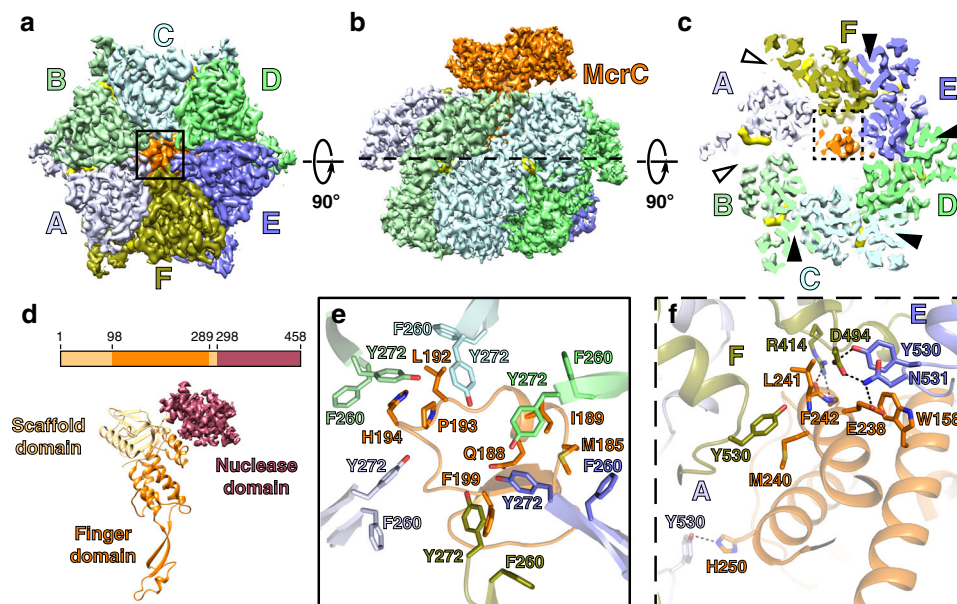 a
C
B
D
A
E
F
90°
b
McrC
90°
c
F
A
E
B
D
C
d
1 98 289 298 458
Scaffold
domain
Nuclease
domain
Finger
domain
e
F260
Y272
L192
Y272
F260
Y272
F260
H194
P193
I189
Y272
Q188
M185
F199
Y272
F260
F260
Y272
F260
f
D494
E
R414
Y530
F
L241
N531
F242
W158
E238
Y530
M240
A
Y530
H250